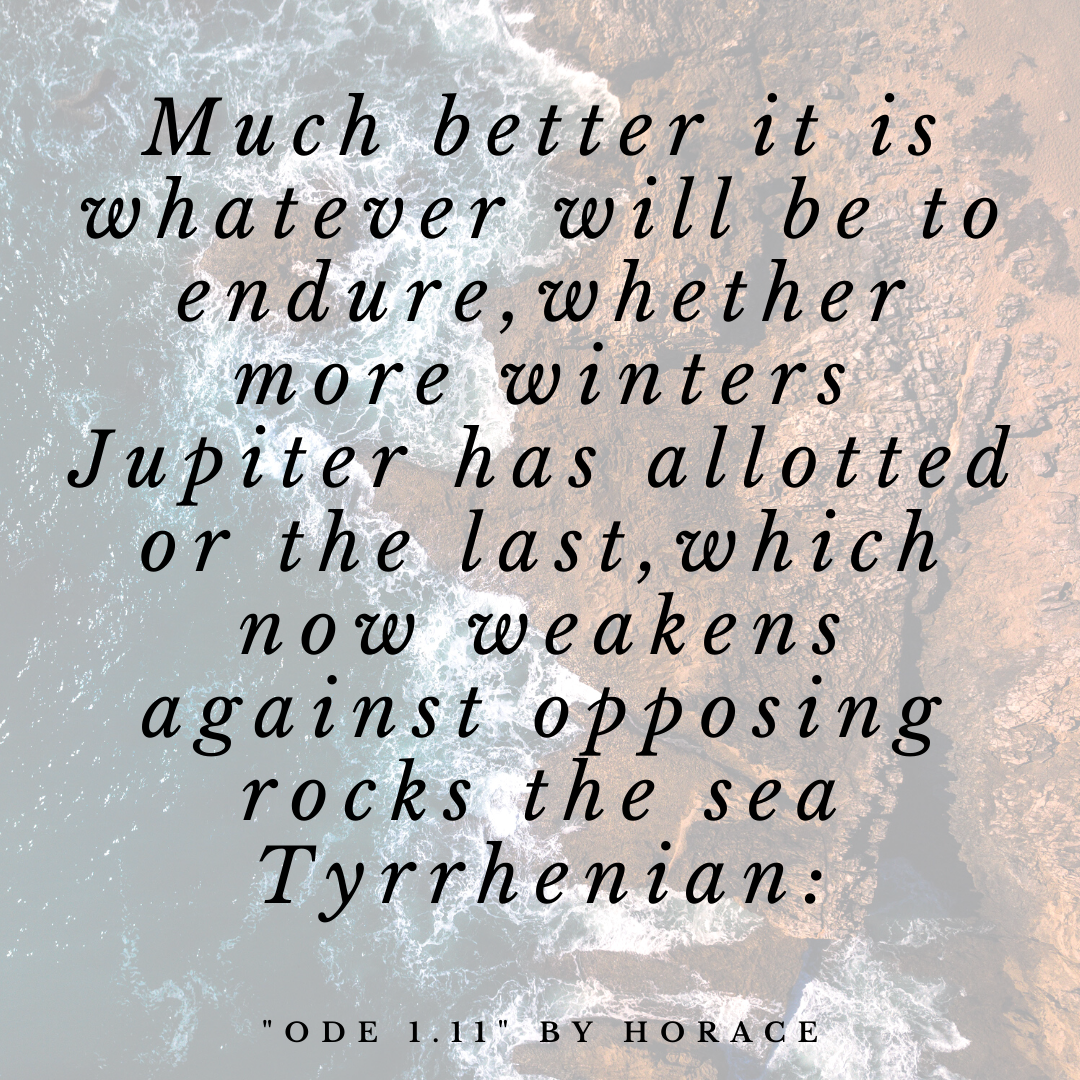 Much better it is
whatever will be to
endure,whether
more winters
Jupiter has allotted
or the last,which
now weakens
against opposing
rocks the sea
Tyrrhenian:
"ODE 1.11" BY HORACE